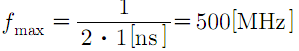 f_max = 1 / (2 · 1[ns]) = 500[MHz]